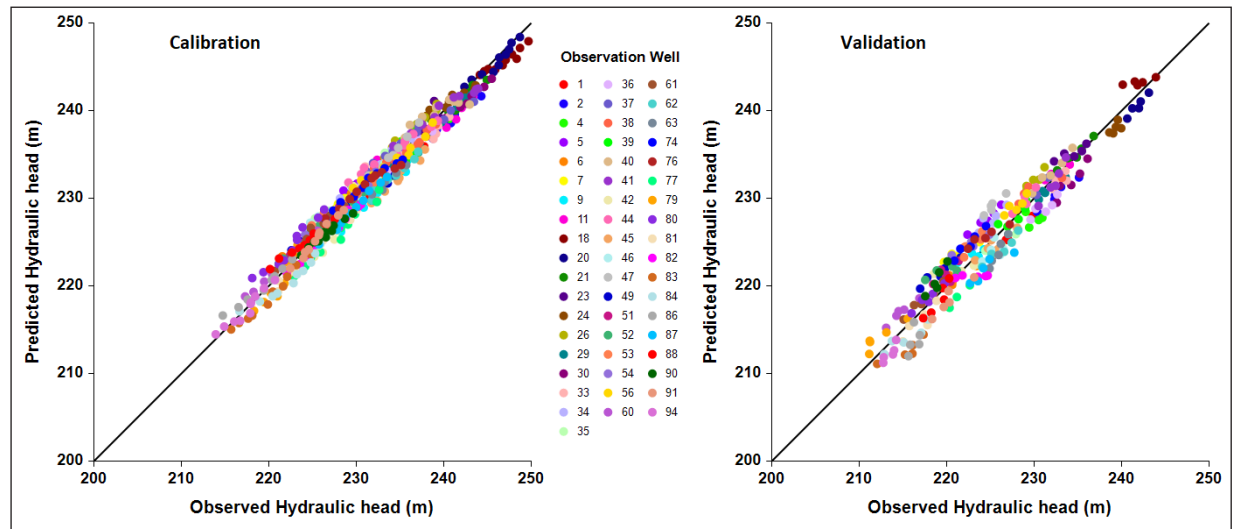 Calibration
Predicted Hydraulic head (m)
250
240
230
220
210
200
200 210 220 230 240 250
Observed Hydraulic head (m)
Observation Well
1 36 61
2 37 62
4 38 63
5 39 74
6 40 76
7 41 77
9 42 79
11 44 80
18 45 81
20 46 82
21 47 83
23 49 84
24 51 86
26 52 87
29 53 88
30 54 90
33 56 91
34 60 94
35
Validation
Predicted Hydraulic head (m)
250
240
230
220
210
200
200 210 220 230 240 250
Observed Hydraulic head (m)